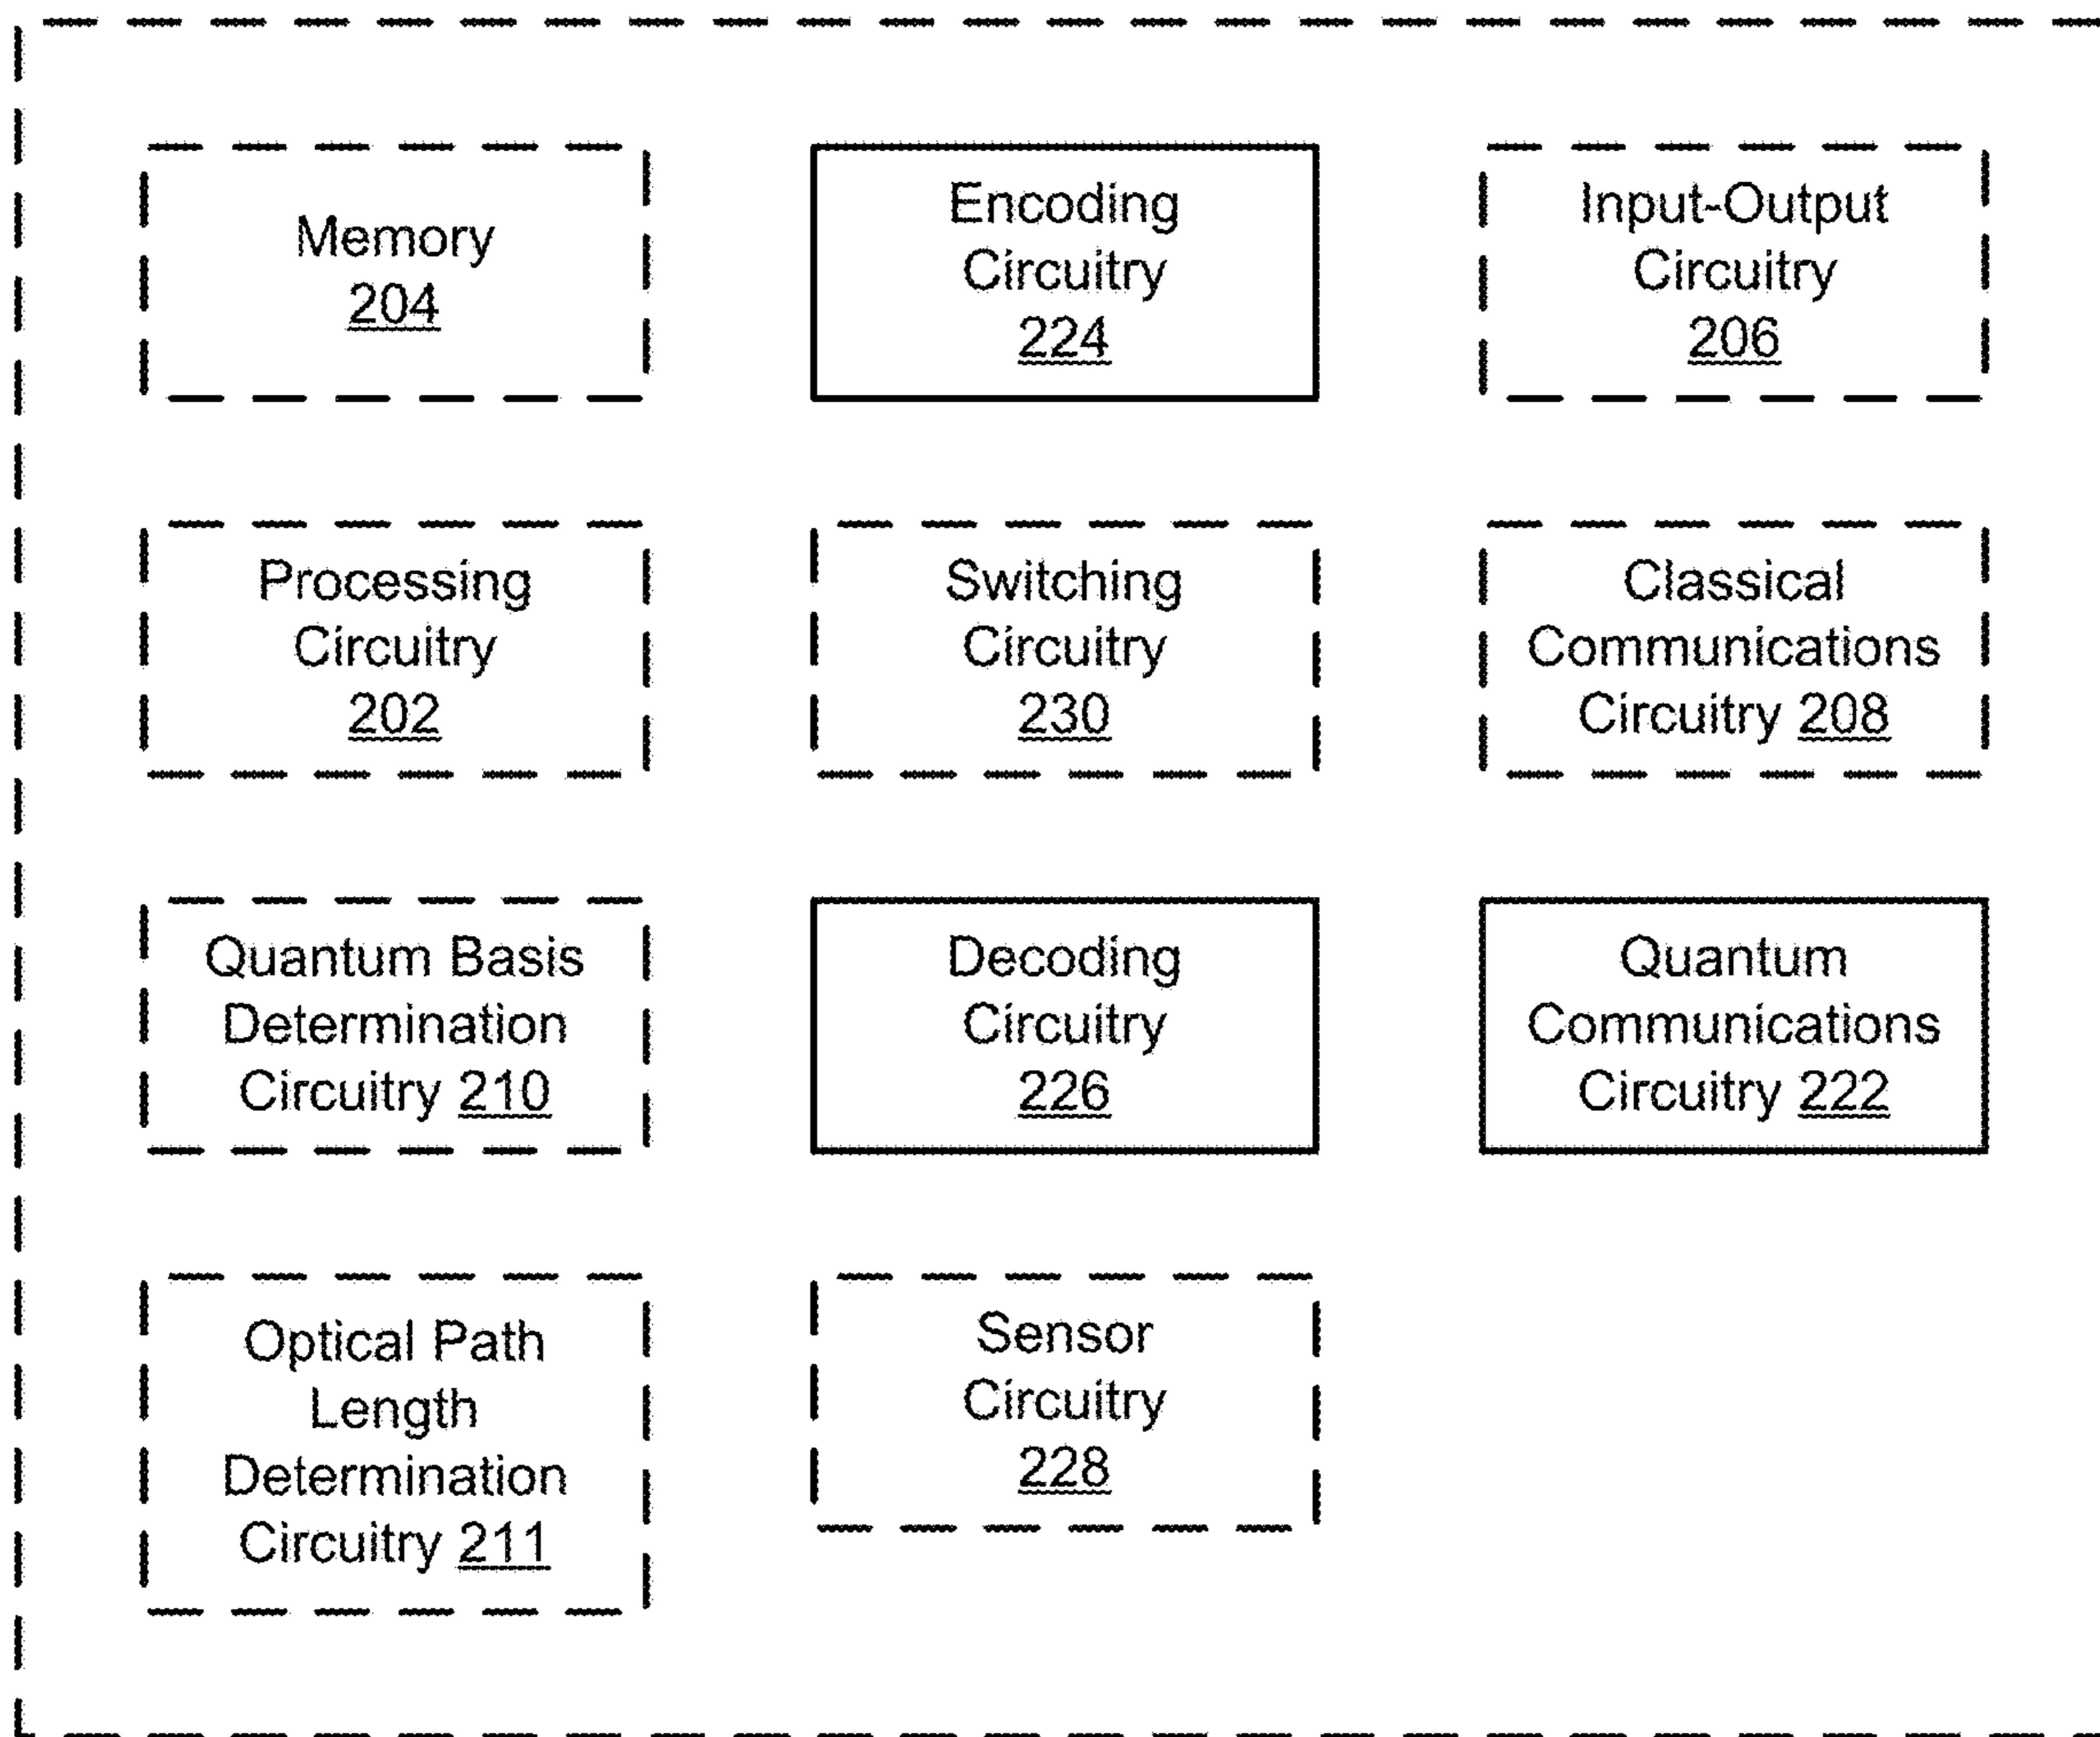 Memory
204
Encoding
Circuitry
224
Input-Output
Circuitry
206
Processing
Circuitry
202
Switching
Circuitry
230
Classical
Communications
Circuitry 208
Quantum Basis
Determination
Circuitry 210
Decoding
Circuitry
226
Quantum
Communications
Circuitry 222
Optical Path
Length
Determination
Circuitry 211
Sensor
Circuitry
228